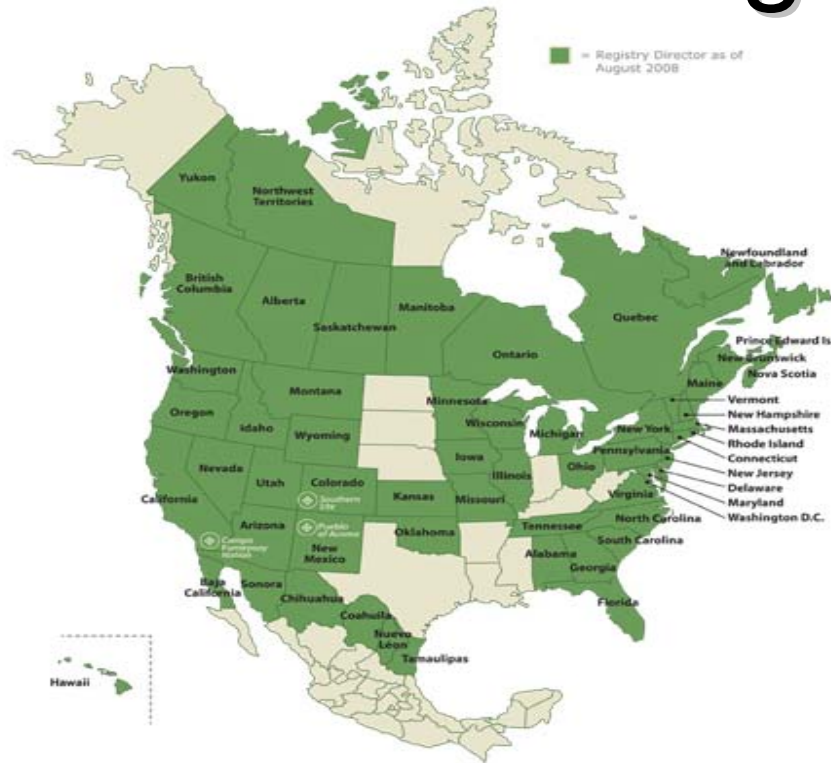 g
= Registry Director as of
August 2008
Yukon
Northwest
Territories
Newfoundland
and Labrador
British
Columbia
Alberta
Manitoba
Saskatchewan
Quebec
Ontario
Prince Edward Is
New Brunswick
Nova Scotia
Washington
Maine
Montana
Minnesota
Vermont
Oregon
New Hampshire
Idaho
Wisconsin
Michigan
New York
Massachusetts
Wyoming
Rhode Island
Pennsylvania
Connecticut
Iowa
Ohio
New Jersey
Nevada
Utah
Colorado
Illinois
Delaware
California
Southern
Ute
Kansas
Missouri
Virginia
Maryland
Washington D.C.
Arizona
Pueblo
of Acoma
Oklahoma
Tennessee
North Carolina
Campo
Kumeyaay
Nation
New
Mexico
South Carolina
Alabama
Georgia
Baja
California
Sonora
Chihuahua
Florida
Coahuila
Nuevo
Léon
Tamaulipas
Hawaii